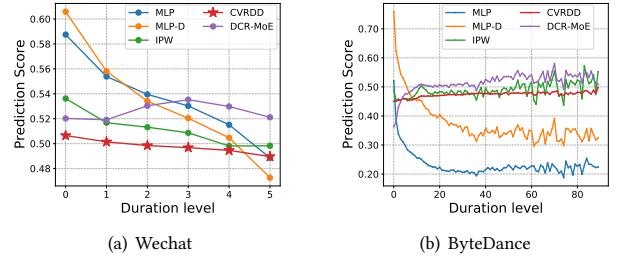 0.60
0.58
0.56
0.54
0.52
0.50
0.48
Prediction Score
MLP
MLP-D
IPW
CVRDD
DCR-MoE
0 1 2 3 4 5
Duration level
(a) Wechat
0.70
0.60
0.50
0.40
0.30
0.20
Prediction Score
MLP
MLP-D
IPW
CVRDD
DCR-MoE
0 20 40 60 80
Duration level
(b) ByteDance